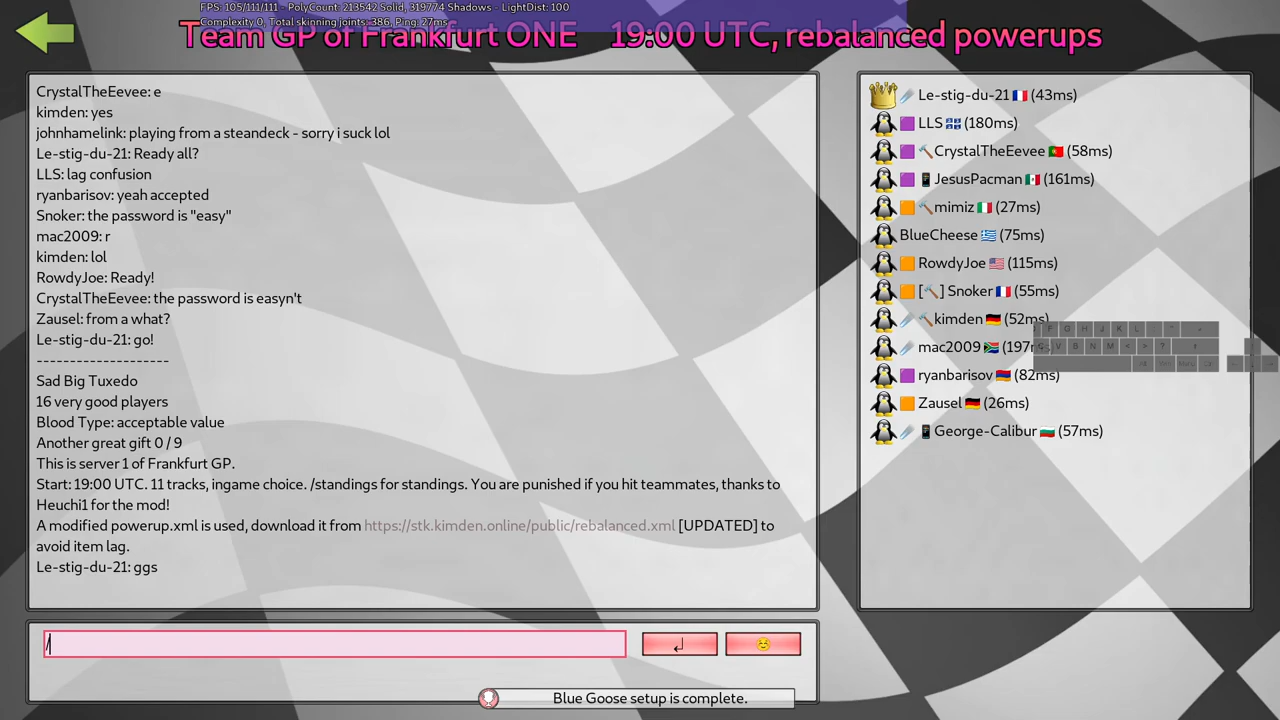 FPS: 105/111/111 - PolyCount: 213542 Solid, 319774 Shadows - LightDist: 100
Complexity 0, Total skinning joints: 386, Ping: 27ms
Team GP of Frankfurt ONE 19:00 UTC, rebalanced powerups
CrystalTheEevee: e
kimden: yes
johnhamelink: playing from a steandeck - sorry i suck lol
Le-stig-du-21: Ready all?
LLS: lag confusion
ryanbarisov: yeah accepted
Snoker: the password is "easy"
mac2009: r
kimden: lol
RowdyJoe: Ready!
CrystalTheEevee: the password is easyn't
Zausel: from a what?
Le-stig-du-21: go!
--------------------
Sad Big Tuxedo
16 very good players
Blood Type: acceptable value
Another great gift 0 / 9
This is server 1 of Frankfurt GP.
Start: 19:00 UTC. 11 tracks, ingame choice. /standings for standings. You are punished if you hit teammates, thanks to
Heuchi1 for the mod!
A modified powerup.xml is used, download it from https://stk.kimden.online/public/rebalanced.xml [UPDATED] to
avoid item lag.
Le-stig-du-21: ggs
/
Le-stig-du-21 (43ms)
LLS (180ms)
CrystalTheEevee (58ms)
JesusPacman (161ms)
mimiz (27ms)
BlueCheese (75ms)
RowdyJoe (115ms)
[🔨] Snoker (55ms)
kimden (52ms)
mac2009 (197
ryanbarisov (82ms)
Zausel (26ms)
George-Calibur (57ms)
F G H J K L
V B N M < > ?
Blue Goose setup is complete.